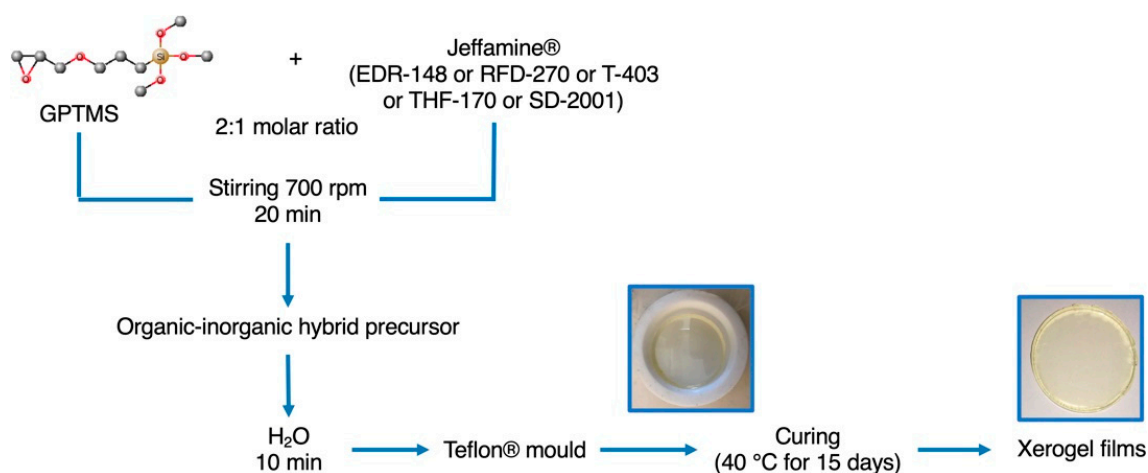 Si
GPTMS
+
Jeffamine®
(EDR-148 or RFD-270 or T-403
or THF-170 or SD-2001)
2:1 molar ratio
Stirring 700 rpm
20 min
Organic-inorganic hybrid precursor
H₂O
10 min
Teflon® mould
Curing
(40 °C for 15 days)
Xerogel films